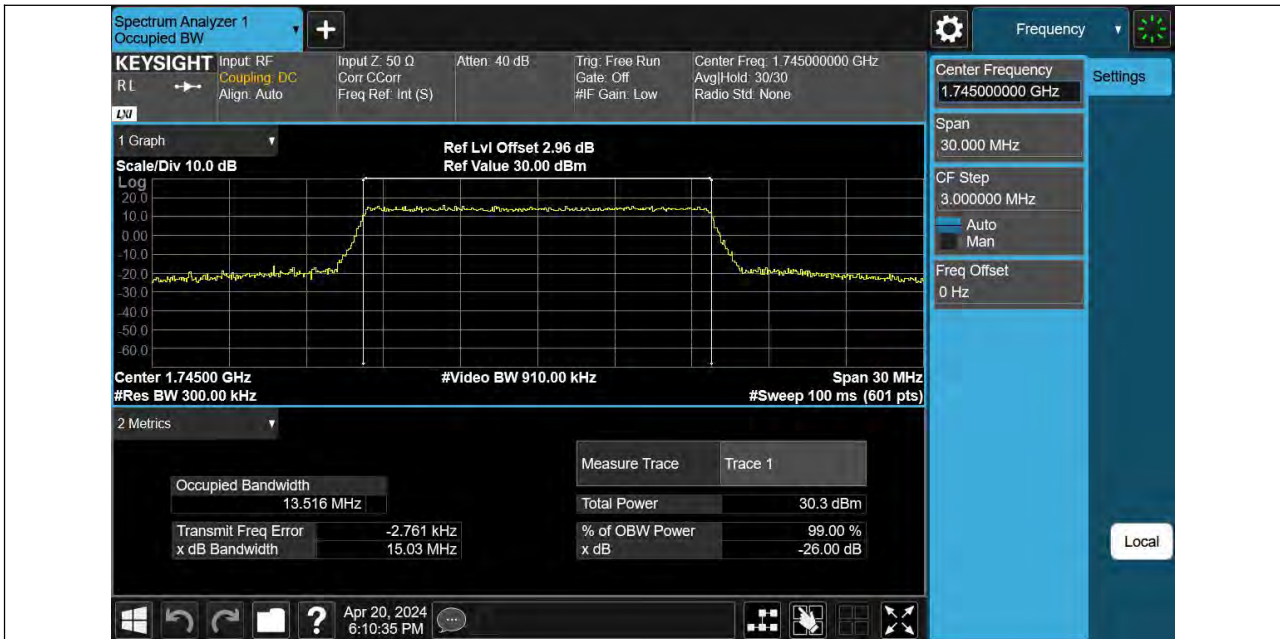 Spectrum Analyzer 1
Occupied BW
Frequency
KEYSIGHT
RL
LXI
Input: RF
Coupling: DC
Align: Auto
Input Z: 50 Ω
Corr CCorr
Freq Ref: Int (S)
Atten: 40 dB
Trig: Free Run
Gate: Off
#IF Gain: Low
Center Freq: 1.745000000 GHz
Avg|Hold: 30/30
Radio Std: None
Center Frequency
1.745000000 GHz
Settings
Span
30.000 MHz
CF Step
3.000000 MHz
Auto
Man
Freq Offset
0 Hz
Local
1 Graph
Scale/Div 10.0 dB
Ref Lvl Offset 2.96 dB
Ref Value 30.00 dBm
Log
20.0
10.0
0.00
-10.0
-20.0
-30.0
-40.0
-50.0
-60.0
Center 1.74500 GHz
#Res BW 300.00 kHz
#Video BW 910.00 kHz
Span 30 MHz
#Sweep 100 ms (601 pts)
2 Metrics
Measure Trace Trace 1
Occupied Bandwidth
13.516 MHz
Total Power 30.3 dBm
Transmit Freq Error -2.761 kHz
% of OBW Power 99.00 %
x dB Bandwidth 15.03 MHz
x dB -26.00 dB
Apr 20, 2024
6:10:35 PM